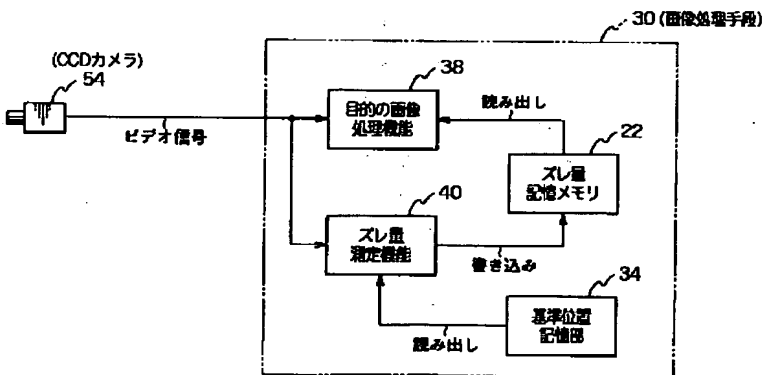 30 (画像処理手段)
(CCDカメラ)
54
ビデオ信号
38
目的の画像
処理機能
読み出し
22
ズレ量
記憶メモリ
40
ズレ量
測定機能
書き込み
34
基準位置
記憶部
読み出し